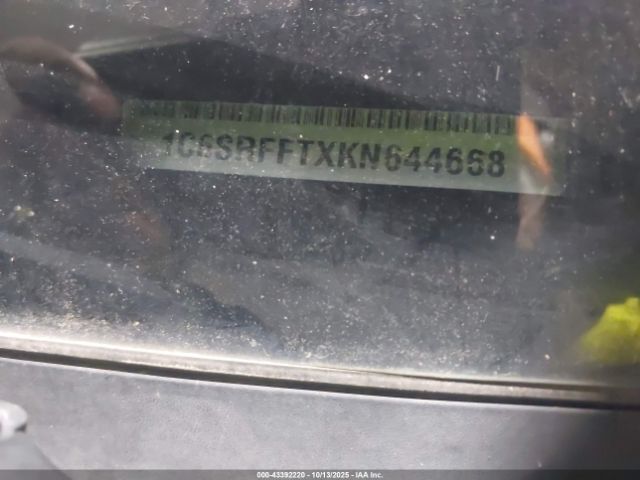 1C6SRFFTXKN644668
000-43392220 - 10/13/2025 - IAA Inc.